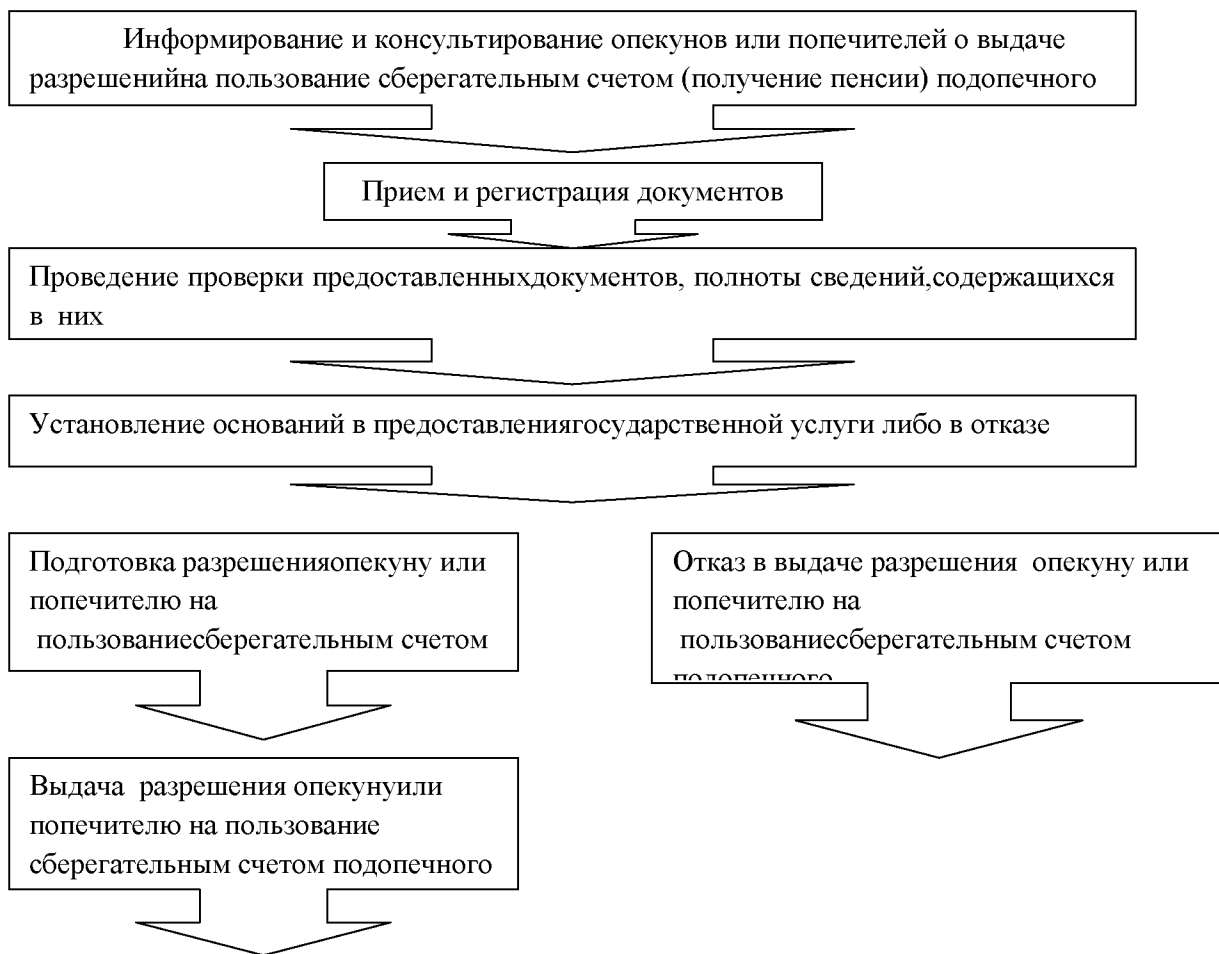 Информирование и консультирование опекунов или попечителей о выдаче
разрешенийна пользование сберегательным счетом (получение пенсии) подопечного
Прием и регистрация документов
Проведение проверки предоставленныхдокументов, полноты сведений,содержащихся
в них
Установление оснований в предоставлениягосударственной услуги либо в отказе
Подготовка разрешенияопекуну или
попечителю на
пользованиесберегательным счетом
Отказ в выдаче разрешения опекуну или
попечителю на
пользованиесберегательным счетом
подопечного
Выдача разрешения опекунуили
попечителю на пользование
сберегательным счетом подопечного